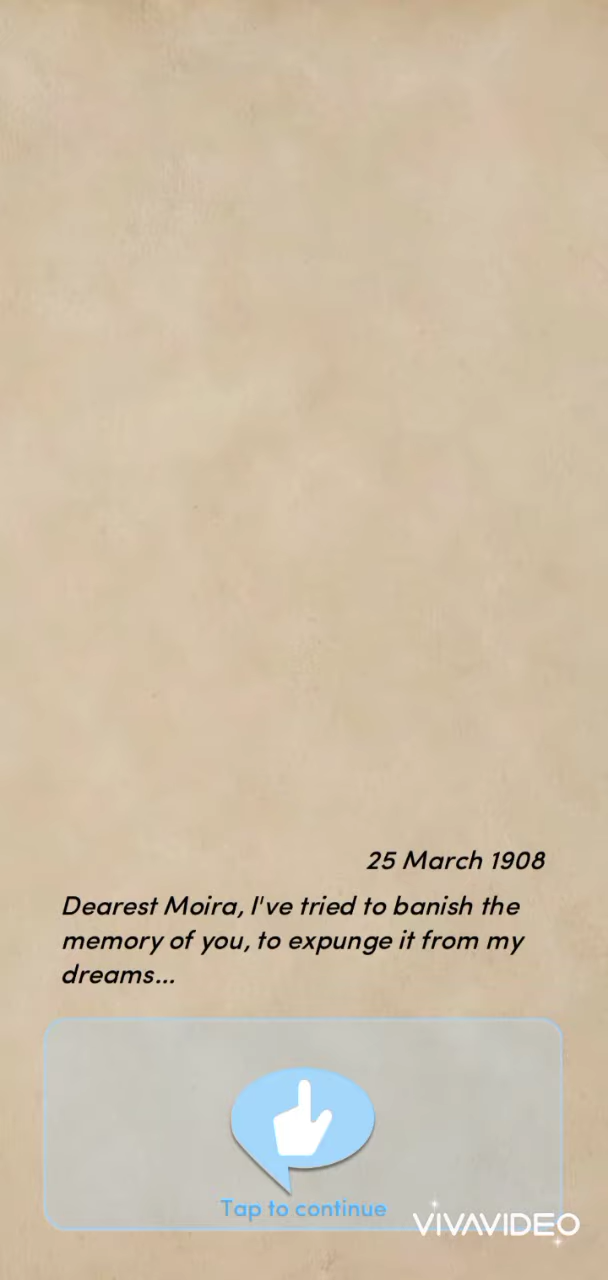 25 March 1908
Dearest Moira, I've tried to banish the
memory of you, to expunge it from my
dreams...
Tap to continue
VIVAVIDEO